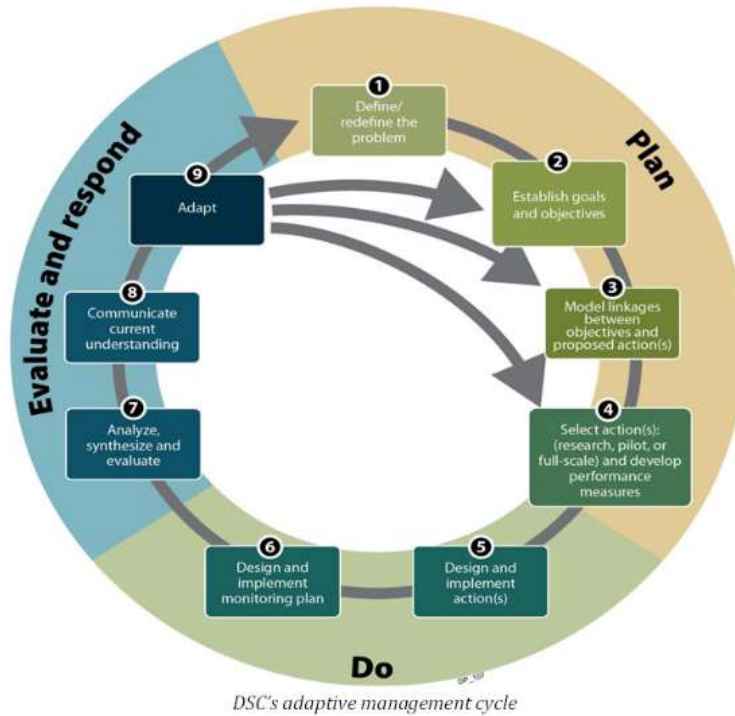 1
Define/
redefine the
problem
2
Establish goals
and objectives
3
Model linkages
between
objectives and
proposed action(s)
4
Select action(s):
(research, pilot, or
full-scale) and develop
performance
measures
5
Design and
implement
action(s)
6
Design and
implement
monitoring plan
7
Analyze,
synthesize and
evaluate
8
Communicate
current
understanding
9
Adapt
Plan
Do
Evaluate and respond
DSC's adaptive management cycle